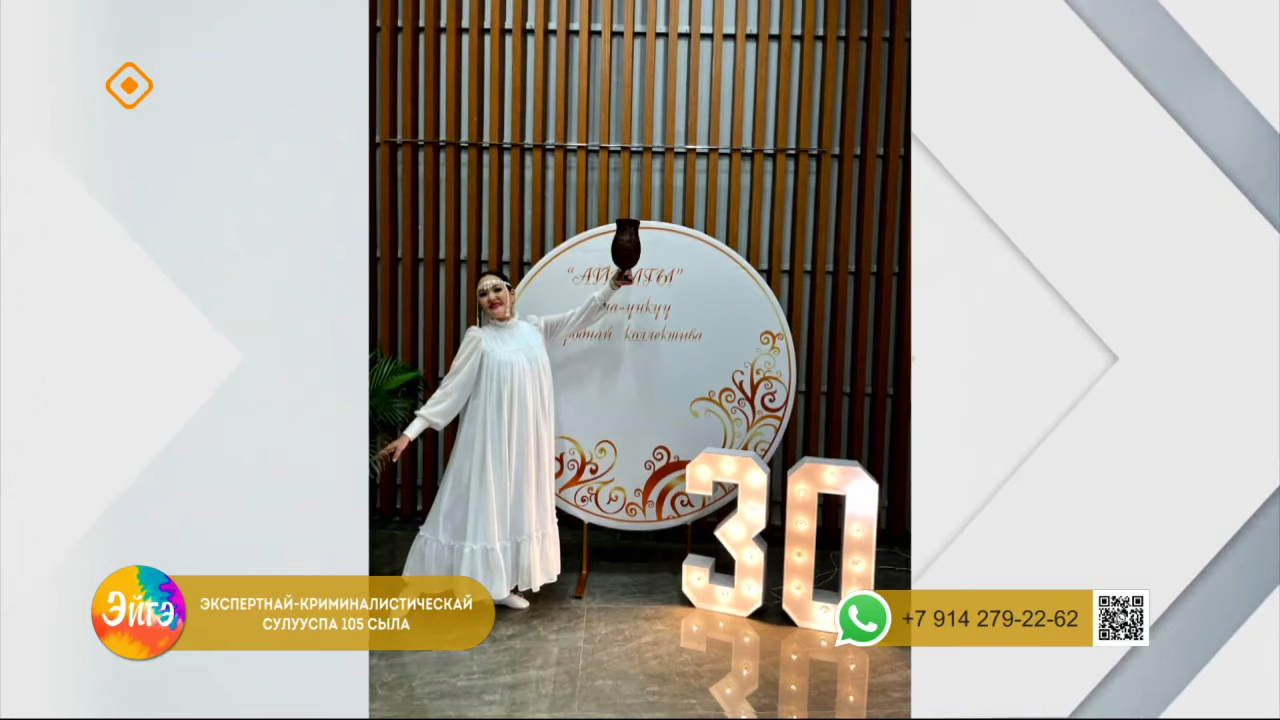 коллектива
30
Эйгэ
ЭКСПЕРТНАЙ-КРИМИНАЛИСТИЧЕСКАЙ
СУЛУУСПА 105 СЫЛА
+7 914 279-22-62